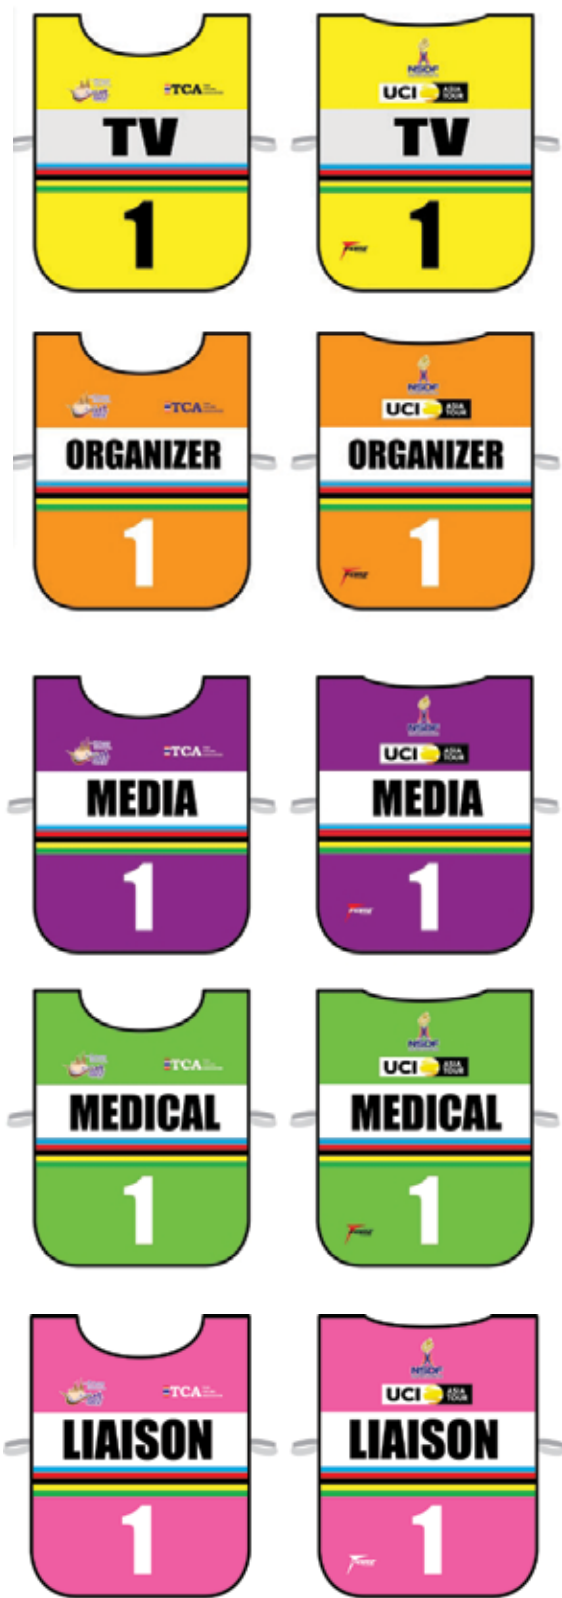 TCA
TV
1
NSDF
UCI ASIA TOUR
TV
1
TCA
ORGANIZER
1
NSDF
UCI ASIA TOUR
ORGANIZER
1
TCA
MEDIA
1
NSDF
UCI ASIA TOUR
MEDIA
1
TCA
MEDICAL
1
NSDF
UCI ASIA TOUR
MEDICAL
1
TCA
LIAISON
1
NSDF
UCI ASIA TOUR
LIAISON
1